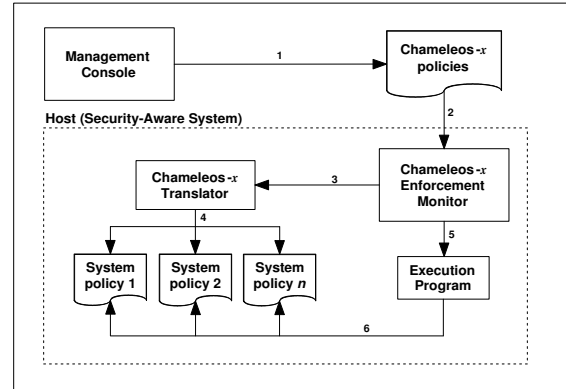 Management
Console
1
Chameleos-x
policies
2
Host (Security-Aware System)
Chameleos-x
Translator
3
Chameleos-x
Enforcement
Monitor
4
5
System
policy 1
System
policy 2
System
policy n
Execution
Program
6